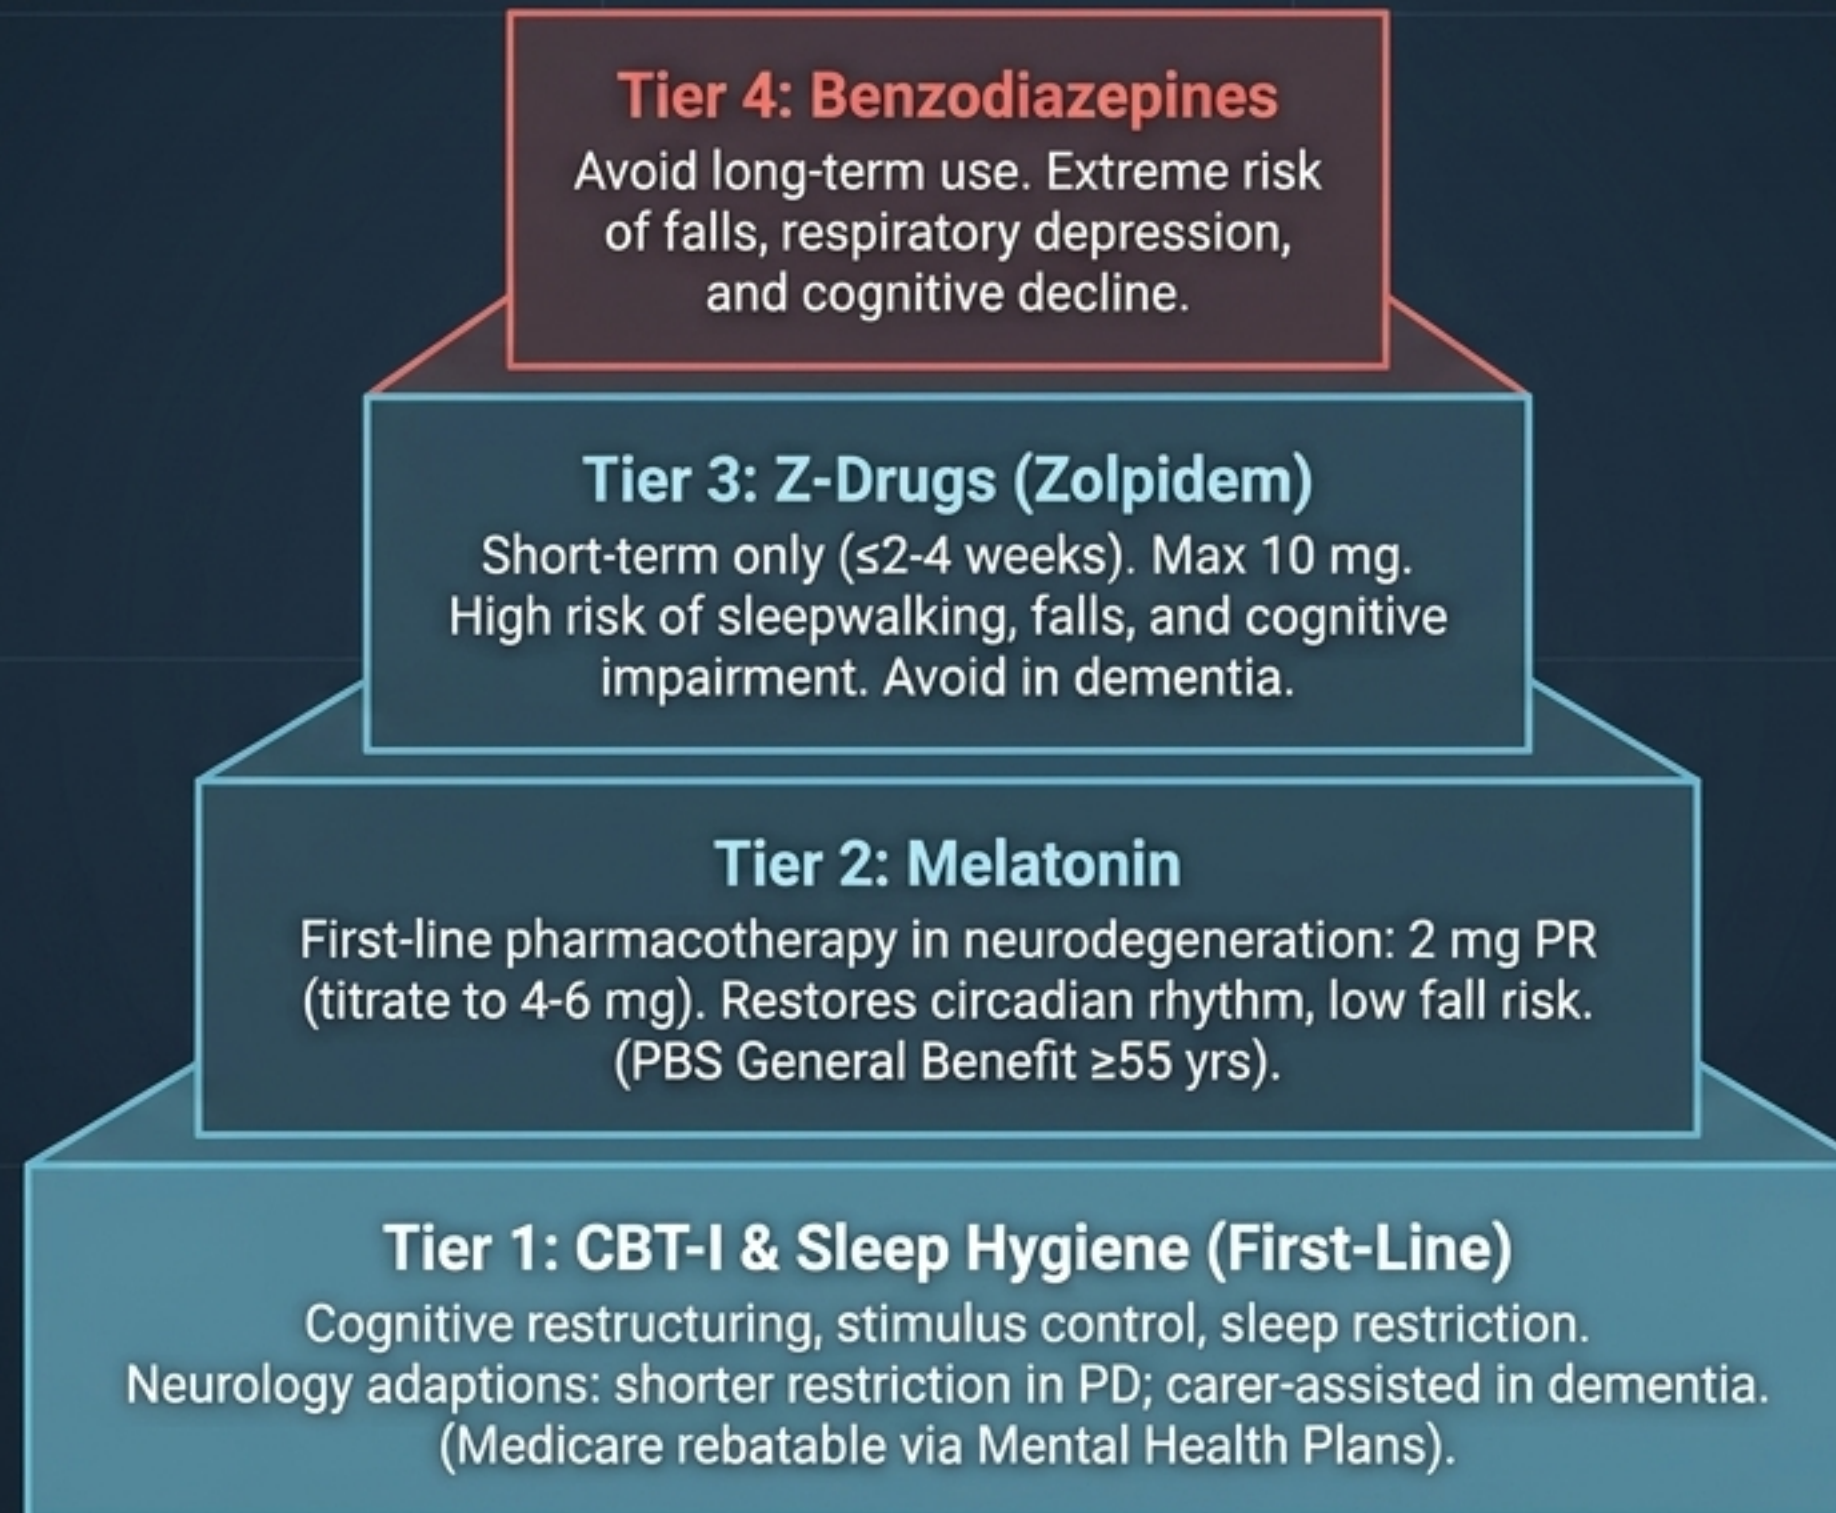 Tier 4: Benzodiazepines
Avoid long-term use. Extreme risk
of falls, respiratory depression,
and cognitive decline.
Tier 3: Z-Drugs (Zolpidem)
Short-term only (≤2-4 weeks). Max 10 mg.
High risk of sleepwalking, falls, and cognitive
impairment. Avoid in dementia.
Tier 2: Melatonin
First-line pharmacotherapy in neurodegeneration: 2 mg PR
(titrate to 4-6 mg). Restores circadian rhythm, low fall risk.
(PBS General Benefit ≥55 yrs).
Tier 1: CBT-I & Sleep Hygiene (First-Line)
Cognitive restructuring, stimulus control, sleep restriction.
Neurology adaptions: shorter restriction in PD; carer-assisted in dementia.
(Medicare rebatable via Mental Health Plans).